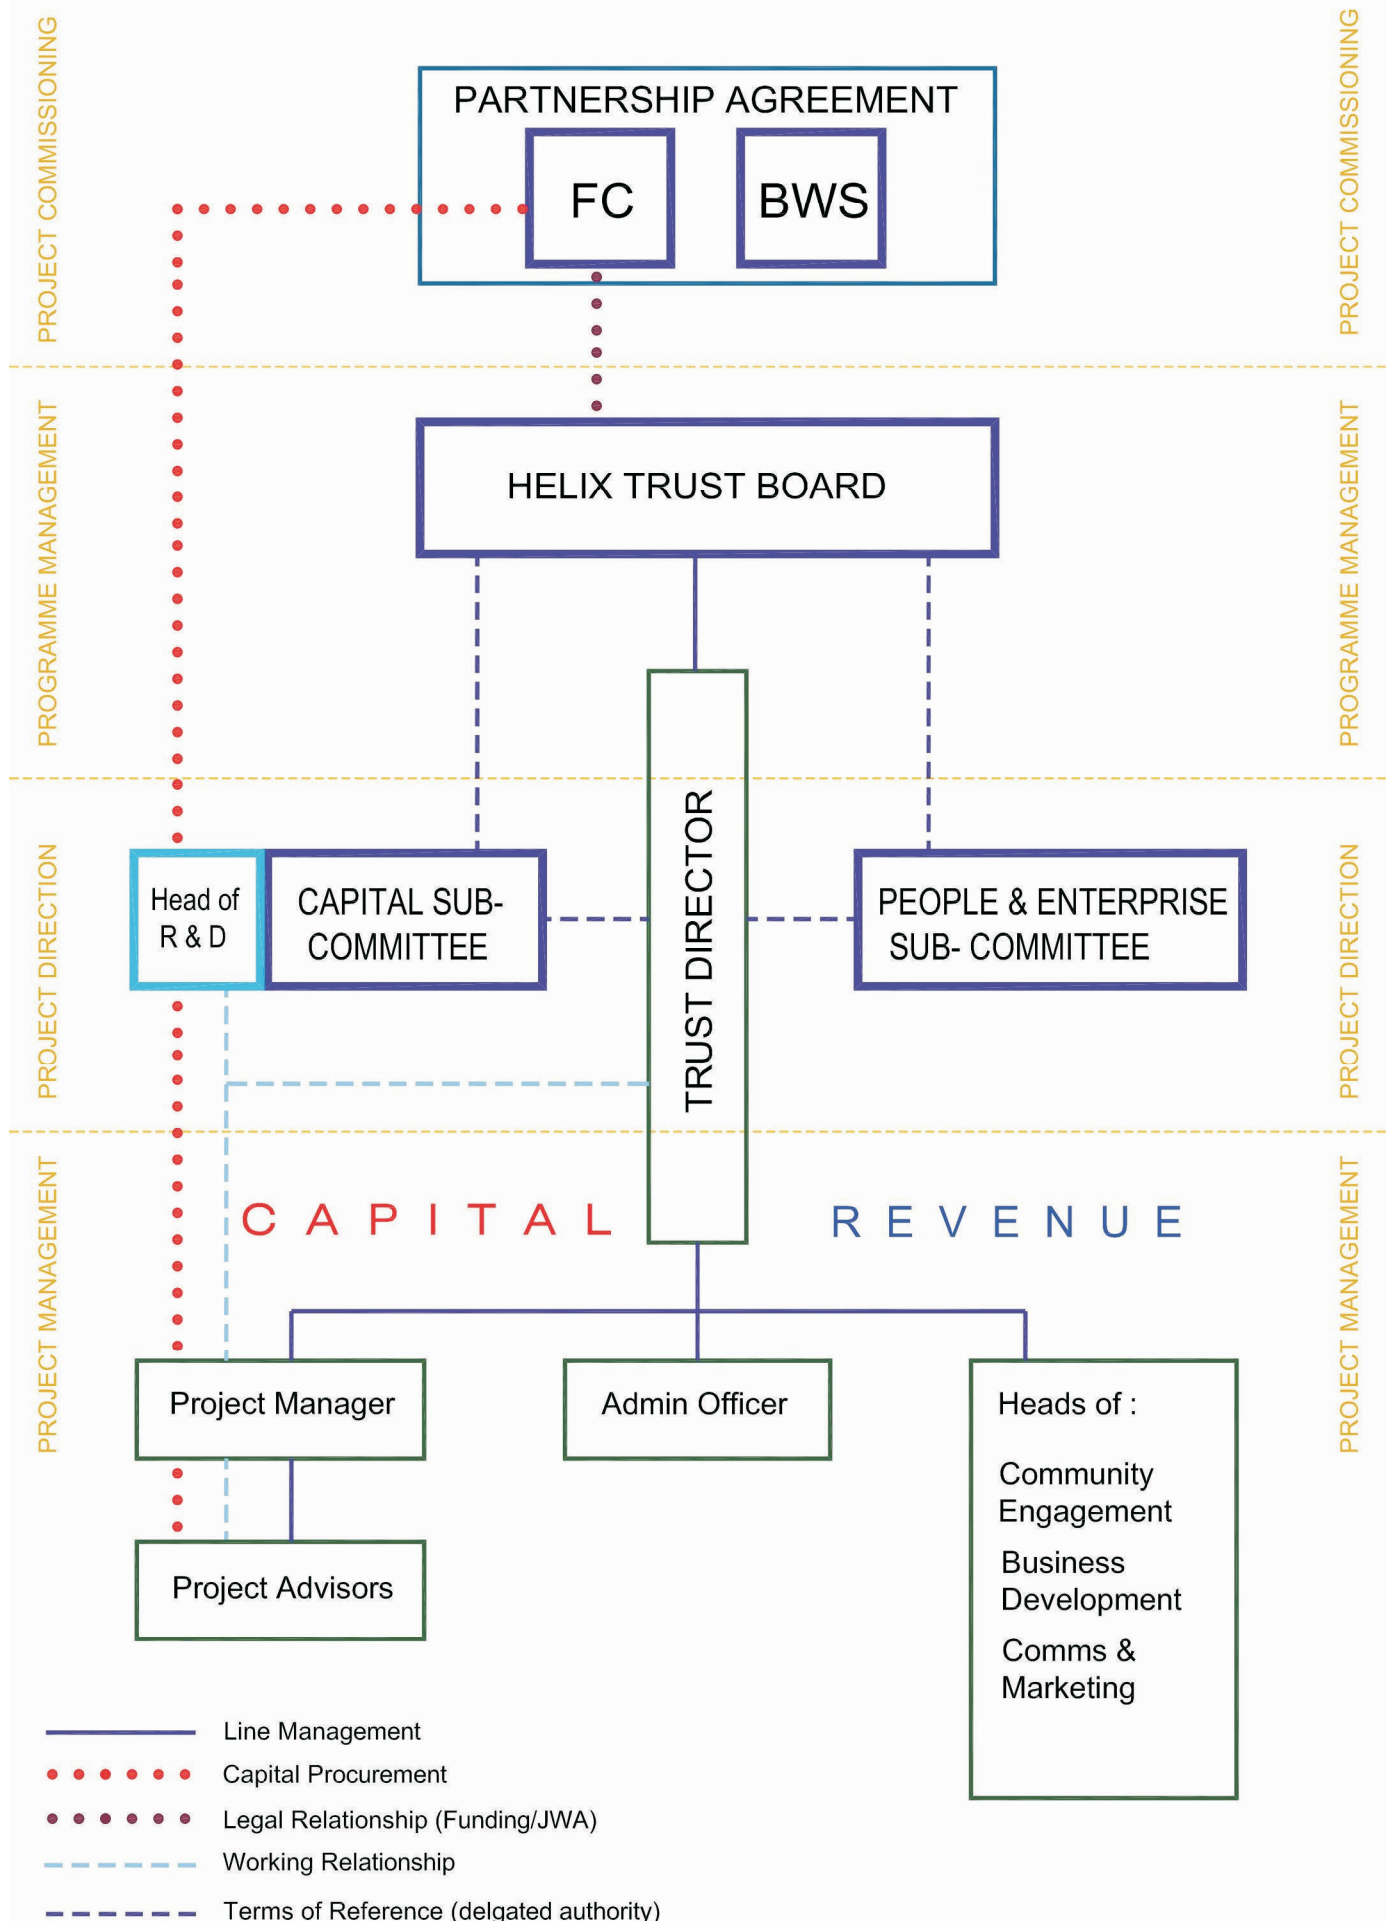 PROJECT COMMISSIONING
PROJECT COMMISSIONING
PARTNERSHIP AGREEMENT
FC
BWS
PROGRAMME MANAGEMENT
PROGRAMME MANAGEMENT
HELIX TRUST BOARD
PROJECT DIRECTION
PROJECT DIRECTION
Head of
R & D
CAPITAL SUB-
COMMITTEE
TRUST DIRECTOR
PEOPLE & ENTERPRISE
SUB- COMMITTEE
PROJECT MANAGEMENT
PROJECT MANAGEMENT
CAPITAL
REVENUE
Project Manager
Admin Officer
Heads of :
Community
Engagement
Business
Development
Comms &
Marketing
Project Advisors
Line Management
Capital Procurement
Legal Relationship (Funding/JWA)
Working Relationship
Terms of Reference (delgated authority)